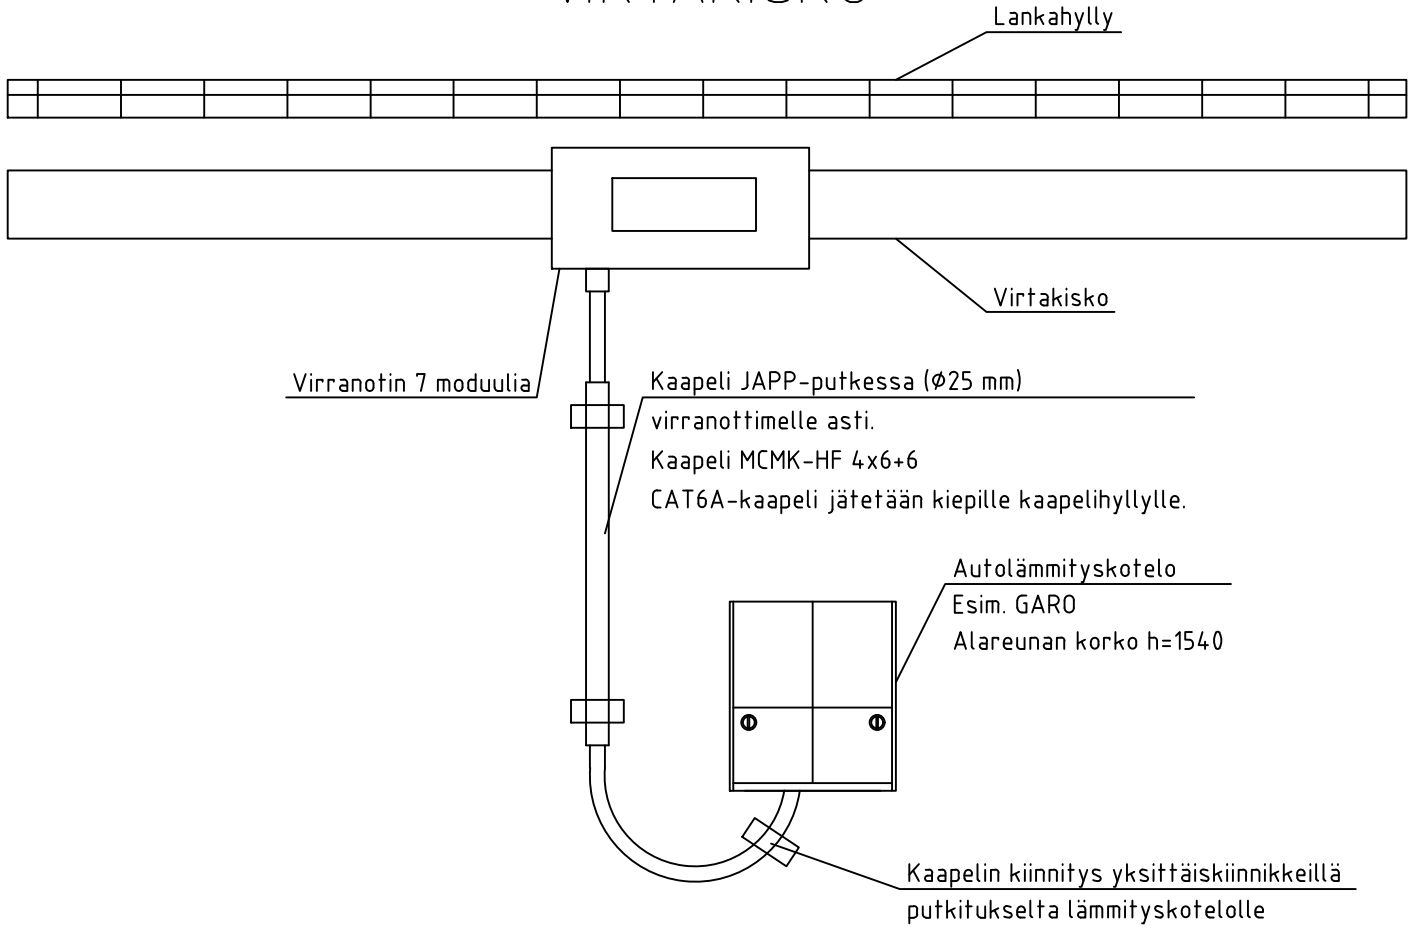 VIRTAKISKO
Lankahylly
Virtakisko
Virranotin 7 moduulia
Kaapeli JAPP-putkessa (Ø25 mm)
virranottimelle asti.
Kaapeli MCMK-HF 4x6+6
CAT6A-kaapeli jätetään kiepille kaapelihyllylle.
Autolämmityskotelo
Esim. GARO
Alareunan korko h=1540
Kaapelin kiinnitys yksittäiskiinnikkeillä
putkitukselta lämmityskotelolle